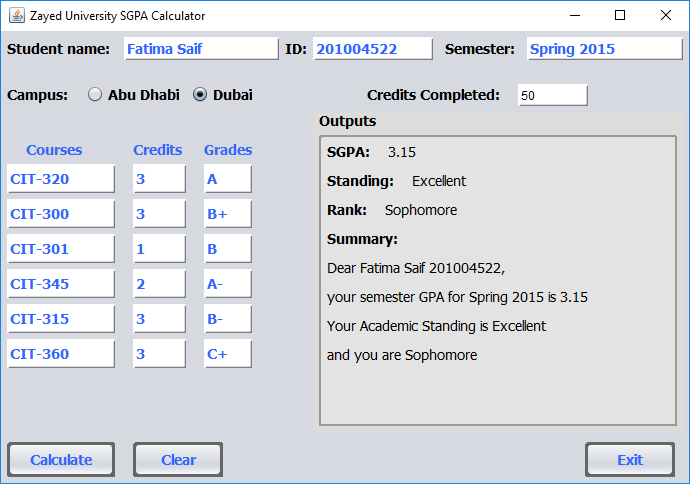 Zayed University SGPA Calculator
Student name: Fatima Saif ID: 201004522 Semester: Spring 2015
Campus: Abu Dhabi Dubai Credits Completed: 50
Outputs
Courses Credits Grades
CIT-320 3 A
CIT-300 3 B+
CIT-301 1 B
CIT-345 2 A-
CIT-315 3 B-
CIT-360 3 C+
SGPA: 3.15
Standing: Excellent
Rank: Sophomore
Summary:
Dear Fatima Saif 201004522,
your semester GPA for Spring 2015 is 3.15
Your Academic Standing is Excellent
and you are Sophomore
Calculate Clear Exit